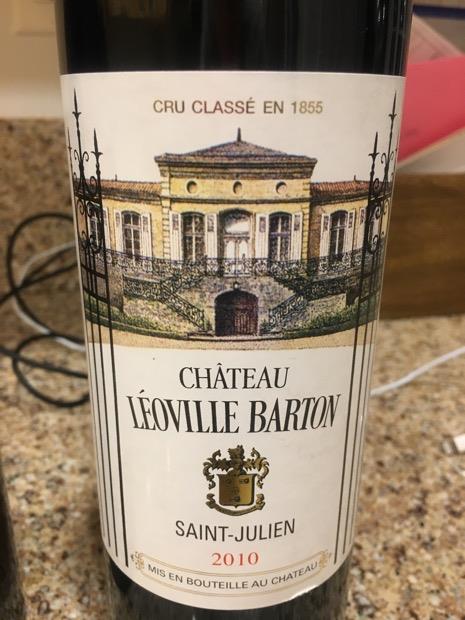 CRU CLASSÉ EN 1855
CHÂTEAU
LÉOVILLE BARTON
SAINT-JULIEN
2010
MIS EN BOUTEILLE AU CHATEAU